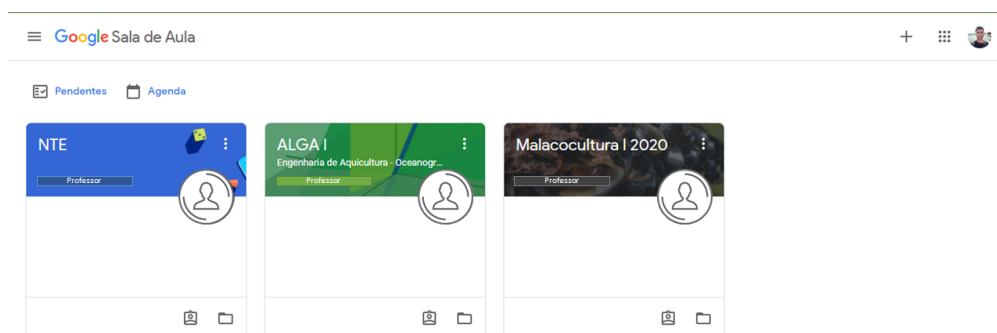 Google Sala de Aula
Pendentes Agenda
NTE
Professor
ALGA I
Engenharia de Aquicultura - Oceanogr...
Professor
Malacocultura I 2020
Professor